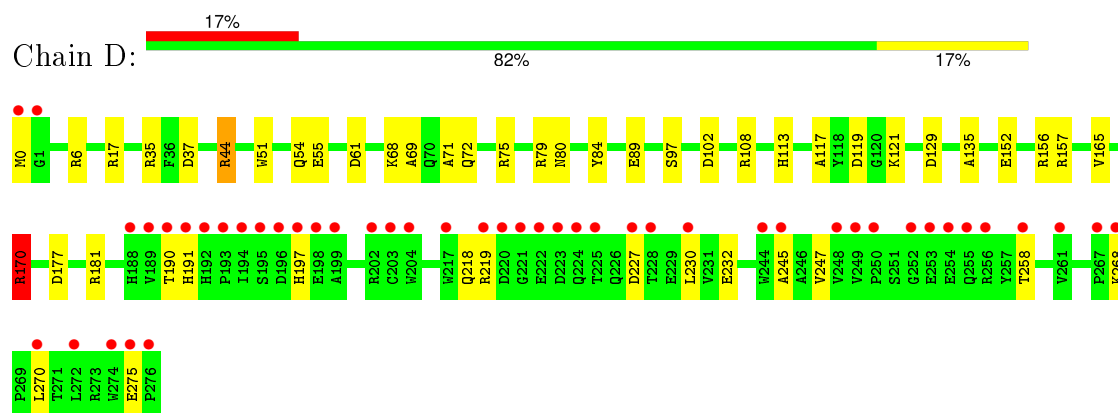 17%
Chain D:
82% 17%
M0 G1 R6 R17 R35 F36 D37 R44 W51 Q54 E55 D61 K68 A69 Q70 A71 Q72 R75 R79 N80 Y84 E89 S97 D102 R108 H113 A117 Y118 D119 G120 K121 D129 A135 E152 R156 R157 V165
R170 D177 R181 H188 V189 T190 H191 H192 P193 I194 S195 D196 H197 E198 A199 R202 C203 W204 W217 Q218 R219 D220 G221 E222 D223 Q224 T225 Q226 D227 T228 E229 L230 V231 E232 W244 A245 A246 V247 V248 V249 P250 S251 G252 E253 E254 Q255 R256 Y257 T258 V261 P267 K268
P269 L270 T271 L272 R273 W274 E275 P276